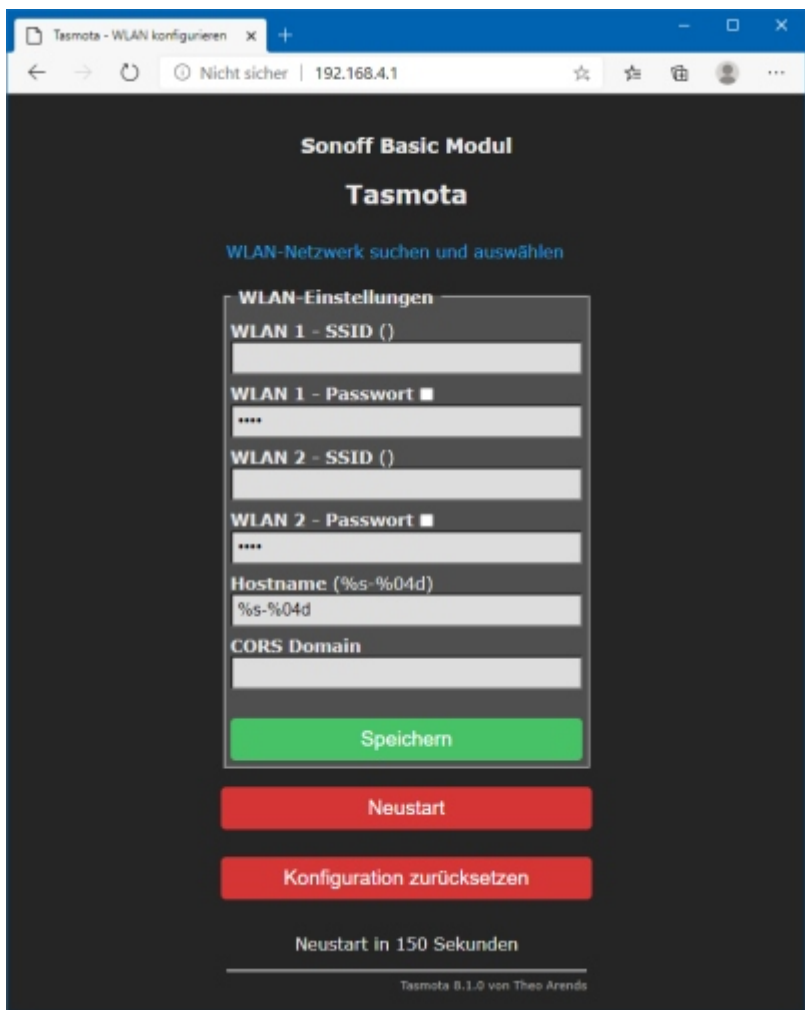 Tasmota - WLAN konfigurieren
Nicht sicher | 192.168.4.1
Sonoff Basic Modul
Tasmota
WLAN-Netzwerk suchen und auswählen
WLAN-Einstellungen
WLAN 1 - SSID ()
WLAN 1 - Passwort
••••
WLAN 2 - SSID ()
WLAN 2 - Passwort
••••
Hostname (%s-%04d)
%s-%04d
CORS Domain
Speichern
Neustart
Konfiguration zurücksetzen
Neustart in 150 Sekunden
Tasmota 8.1.0 von Theo Arends